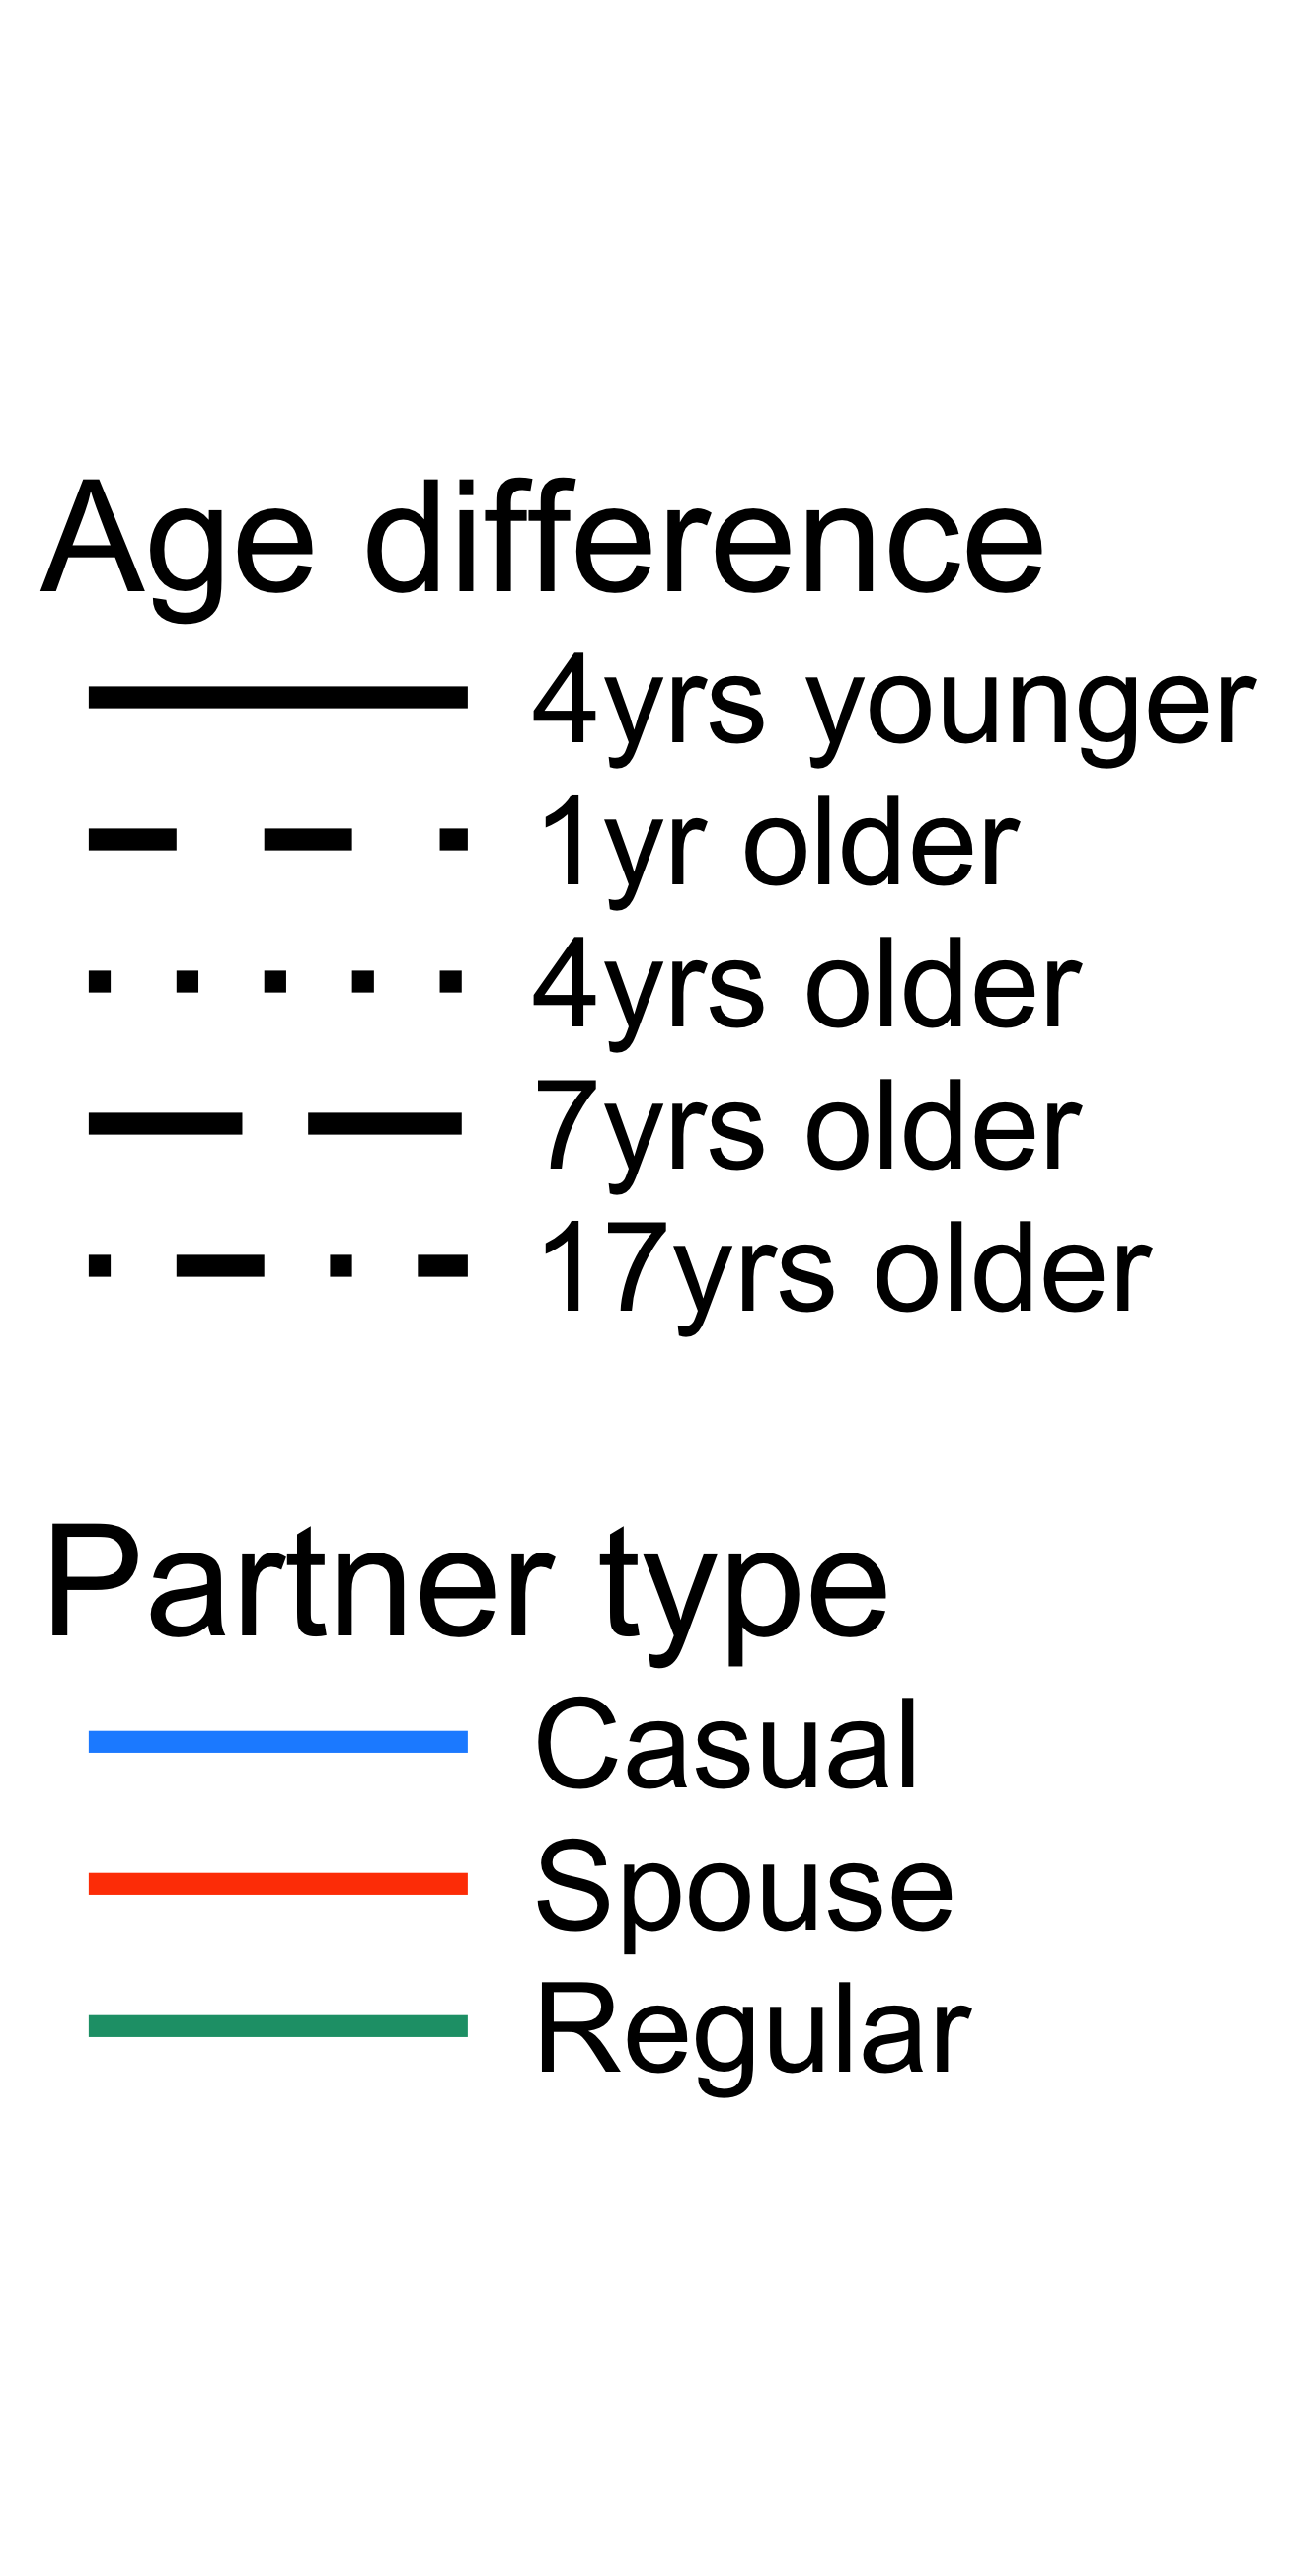 Age difference
4yrs younger
1yr older
4yrs older
7yrs older
17yrs older
Partner type
Casual
Spouse
Regular